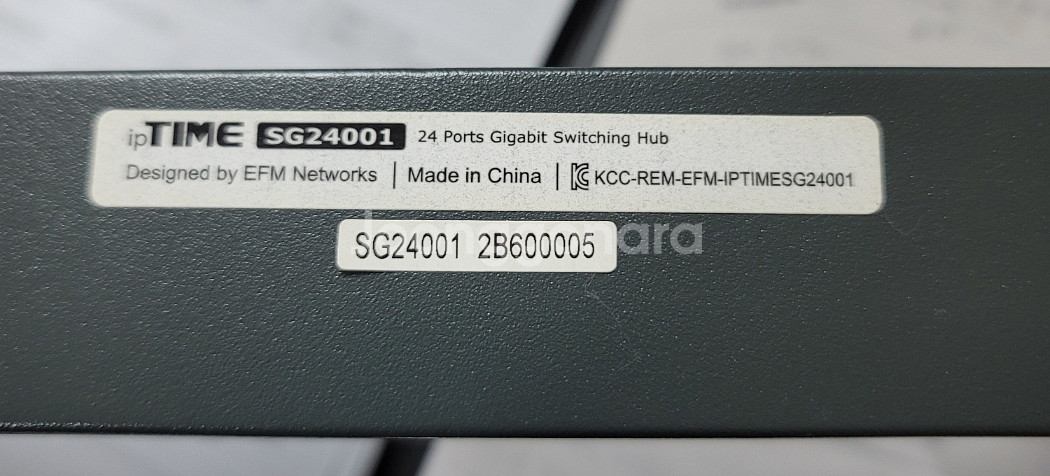 ipTIME SG24001 24 Ports Gigabit Switching Hub
Designed by EFM Networks | Made in China | KCC-REM-EFM-IPTIMESG24001
SG24001 2B600005